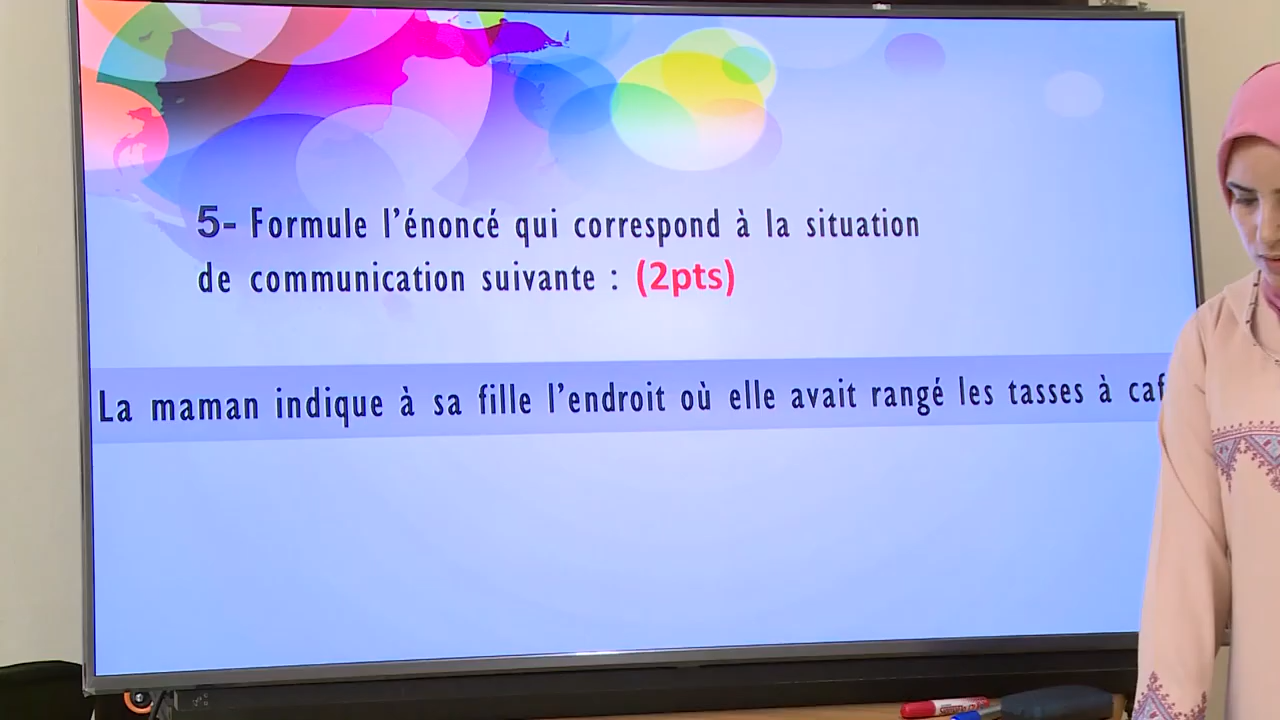 5- Formule l'énoncé qui correspond à la situation
de communication suivante : (2pts)
La maman indique à sa fille l'endroit où elle avait rangé les tasses à